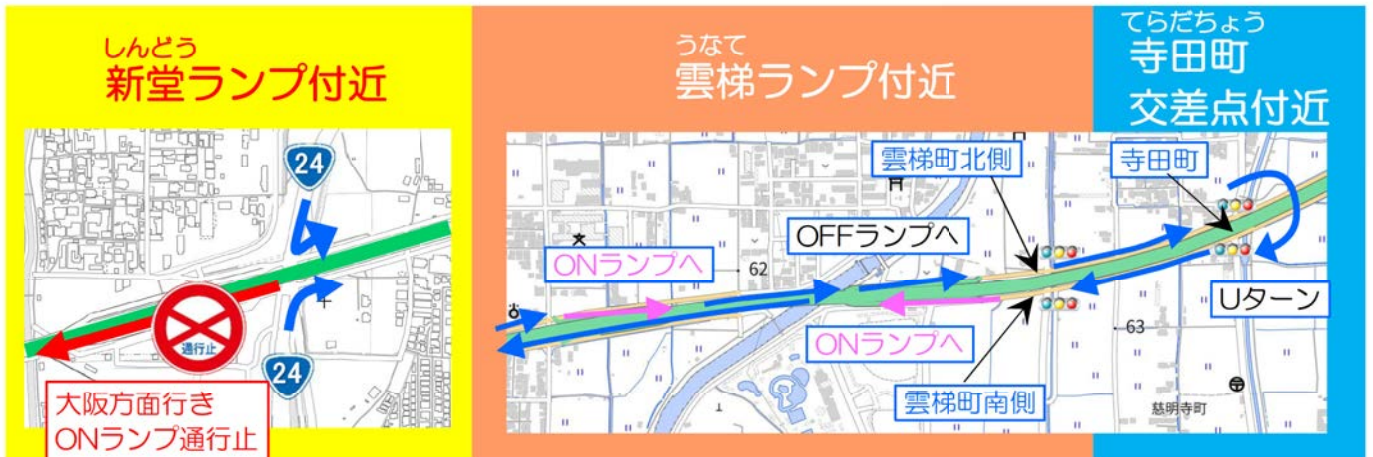 しんどう
新堂ランプ付近
24
通行止
24
大阪方面行き
ONランプ通行止
うなて
雲梯ランプ付近
雲梯町北側
OFFランプへ
ONランプへ
62
ONランプへ
雲梯町南側
てらだちょう
寺田町
交差点付近
寺田町
Uターン
63
慈明寺町